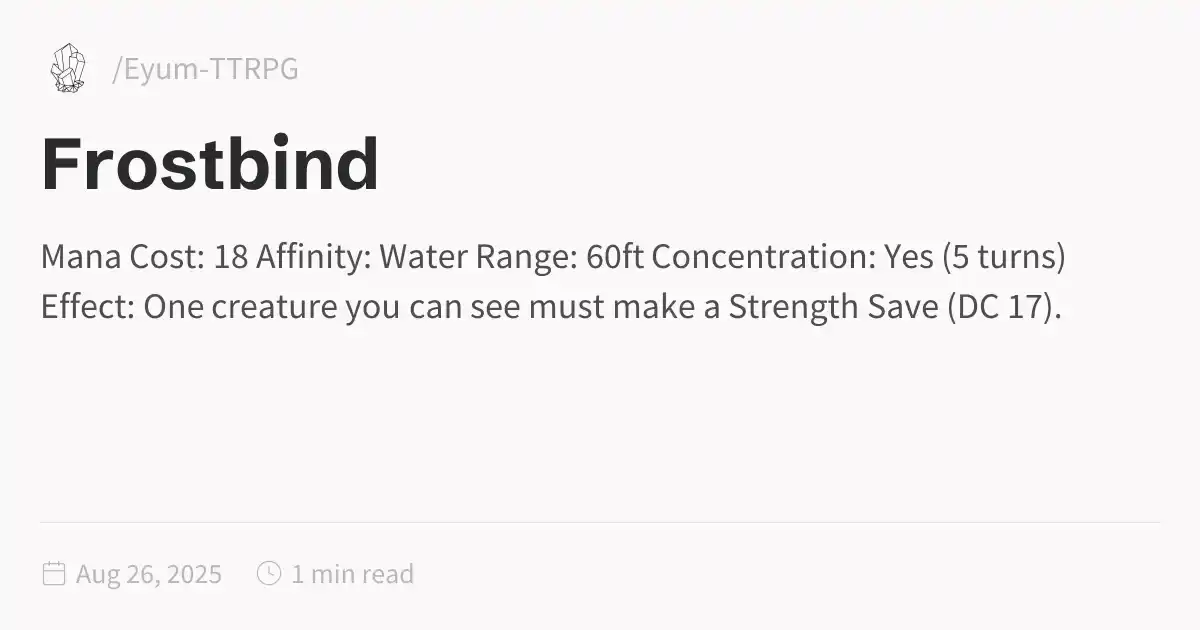 /Eyum-TTRPG
Frostbind
Mana Cost: 18 Affinity: Water Range: 60ft Concentration: Yes (5 turns)
Effect: One creature you can see must make a Strength Save (DC 17).
Aug 26, 2025 1 min read